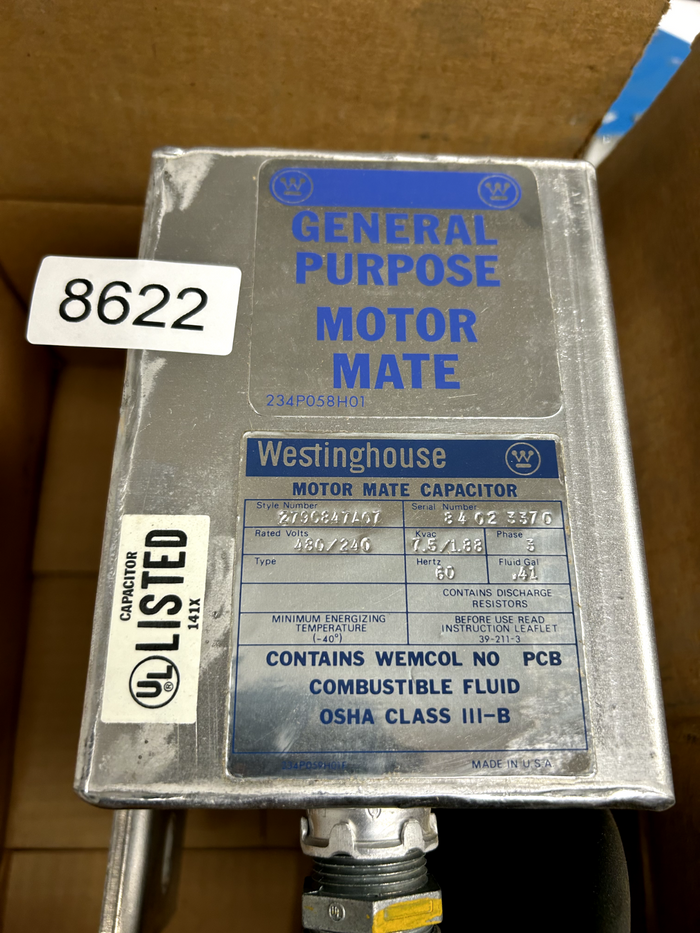 GENERAL
PURPOSE
MOTOR
MATE
234P058H01
8622
Westinghouse
MOTOR MATE CAPACITOR
Style Number Serial Number
279C847A07 8402 3370
Rated Volts Kvac Phase
480/240 7.5/1.88 3
Type Hertz Fluid Gal
60 .41
CONTAINS DISCHARGE
RESISTORS
MINIMUM ENERGIZING
TEMPERATURE
(-40°)
BEFORE USE READ
INSTRUCTION LEAFLET
39-211-3
CONTAINS WEMCOL NO PCB
COMBUSTIBLE FLUID
OSHA CLASS III-B
MADE IN U.S.A
CAPACITOR
UL® LISTED
141X